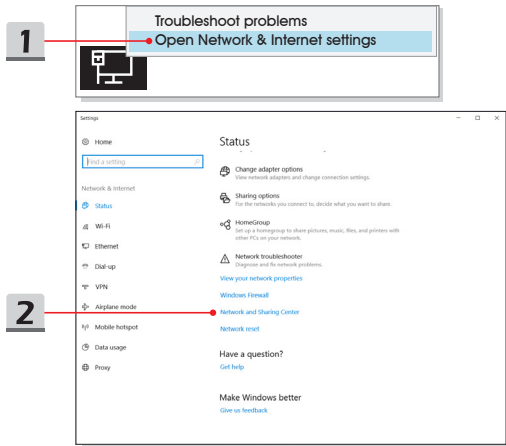 1
Troubleshoot problems
Open Network & Internet settings
Settings
Home
Status
Find a setting
Network & Internet
Status
Wi-Fi
Ethernet
Dial-up
VPN
Airplane mode
Mobile hotspot
Data usage
Proxy
Change adapter options
View network adapters and change connection settings.
Sharing options
For the networks you connect to, decide what you want to share.
HomeGroup
Set up a homegroup to share pictures, music, files, and printers with
other PCs on your network.
Network troubleshooter
Diagnose and fix network problems.
View your network properties
Windows Firewall
2
Network and Sharing Center
Network reset
Have a question?
Get help
Make Windows better
Give us feedback